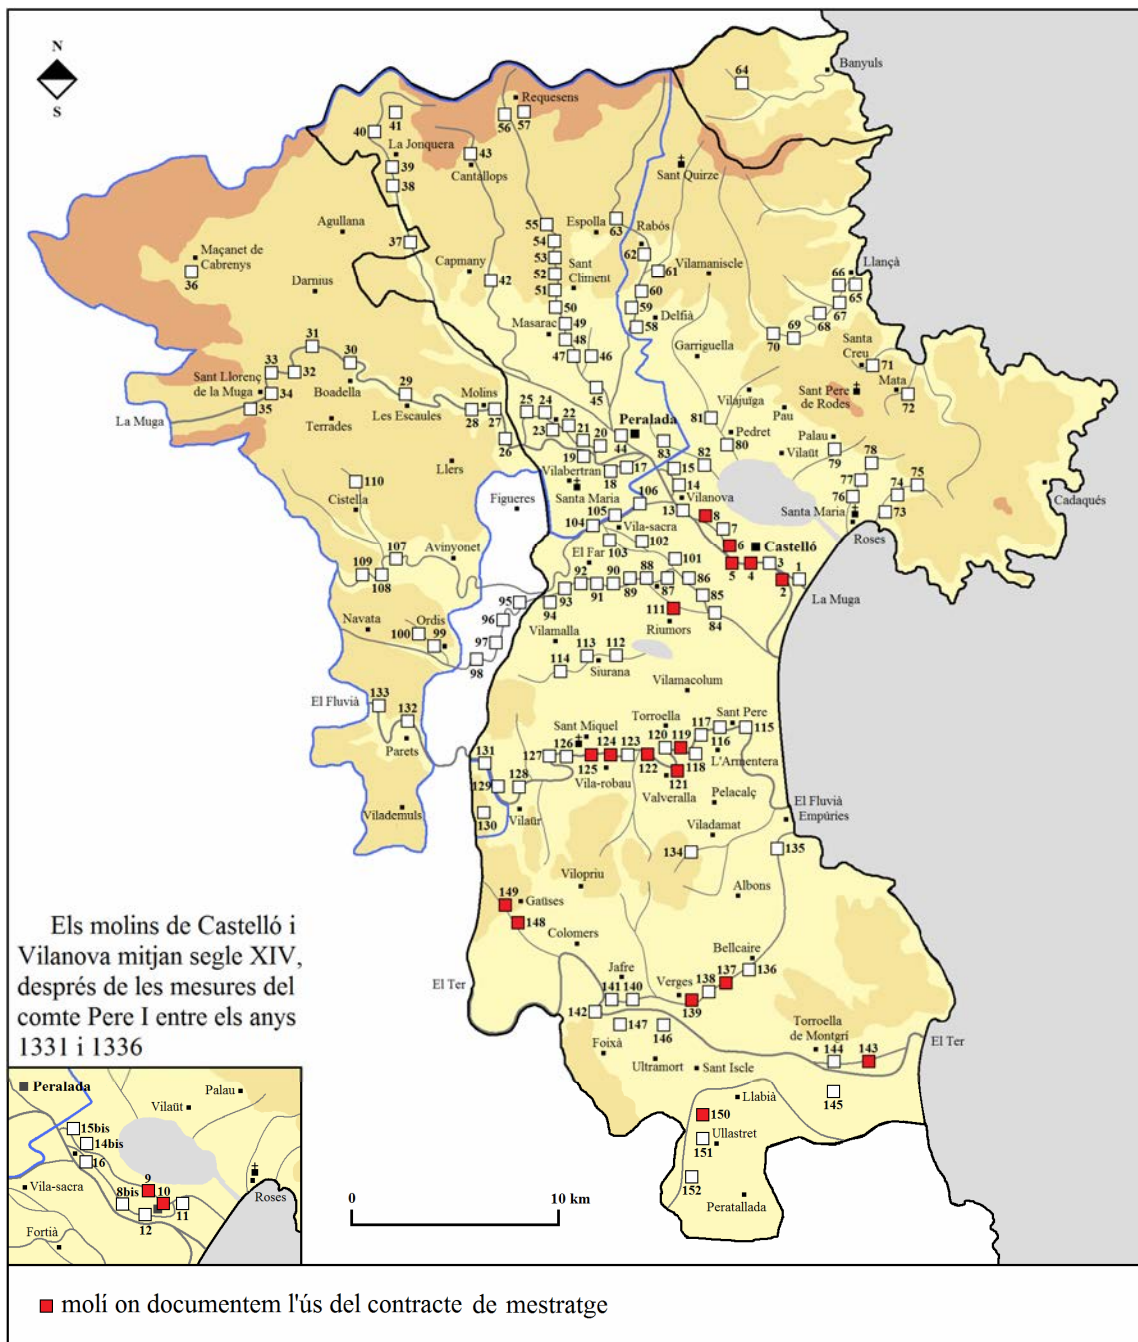 N
S
64
Banyuls
Requesens
56
57
41
40
La Jonquera
43
Cantallops
39
38
Sant Quirze
Agullana
55
Espolla
63
Rabós
37
54
62
Maçanet de
Cabrenys
36
53
Sant
Climent
61
Vilamaniscle
Llançà
66
65
Capmany
42
52
51
60
67
Darnius
50
59
Delfià
68
58
49
Masarac
48
69
70
31
47
46
Garriguella
Santa
Creu
71
33
32
30
Sant Llorenç
de la Muga
34
Boadella
29
Les Escaules
45
Vilajuïga
Sant Pere
de Rodes
Mata
72
35
La Muga
Terrades
Molins
28
27
25
24
22
23
21
20
Peralada
44
81
Pau
Pedret
80
Palau
26
19
83
82
Vilaüt
79
78
Llers
Vilabertran
18
17
15
14
77
75
74
110
Cistella
Figueres
Santa Maria
106
Vilanova
76
Santa Maria
73
Cadaqués
105
13
8
104
Vila-sacra
7
Roses
103
102
6
Castelló
107
Avinyonet
El Far
101
5
4
3
1
109
108
92
90
88
86
2
93
91
89
87
85
La Muga
95
94
111
84
96
Riumors
Navata
Ordis
100
99
97
98
Vilamalla
113
112
114
Siurana
Vilamacolum
El Fluvià
133
132
Torroella
Sant Pere
Sant Miquel
117
115
Parets
126
124
123
120
119
116
127
118
L'Armentera
131
125
122
121
129
128
Vila-robau
Valveralla
Pelacalç
El Fluvià
Empúries
Vilademuls
130
Vilaür
Viladamat
134
135
Vilopriu
149
Gaüses
Albons
148
Colomers
Bellcaire
136
El Ter
Jafre
137
138
Verges
141
140
139
142
147
146
Foixà
Ultramort
Sant Iscle
Torroella
de Montgrí
144
143
El Ter
145
Llabià
150
Ullastret
151
152
Peratallada
Els molins de Castelló i
Vilanova mitjan segle XIV,
després de les mesures del
comte Pere I entre els anys
1331 i 1336
Peralada
Palau
Vilaüt
15bis
14bis
16
9
8bis
10
11
12
Vila-sacra
Roses
Fortià
0
10 km
molí on documentem l'ús del contracte de mestratge